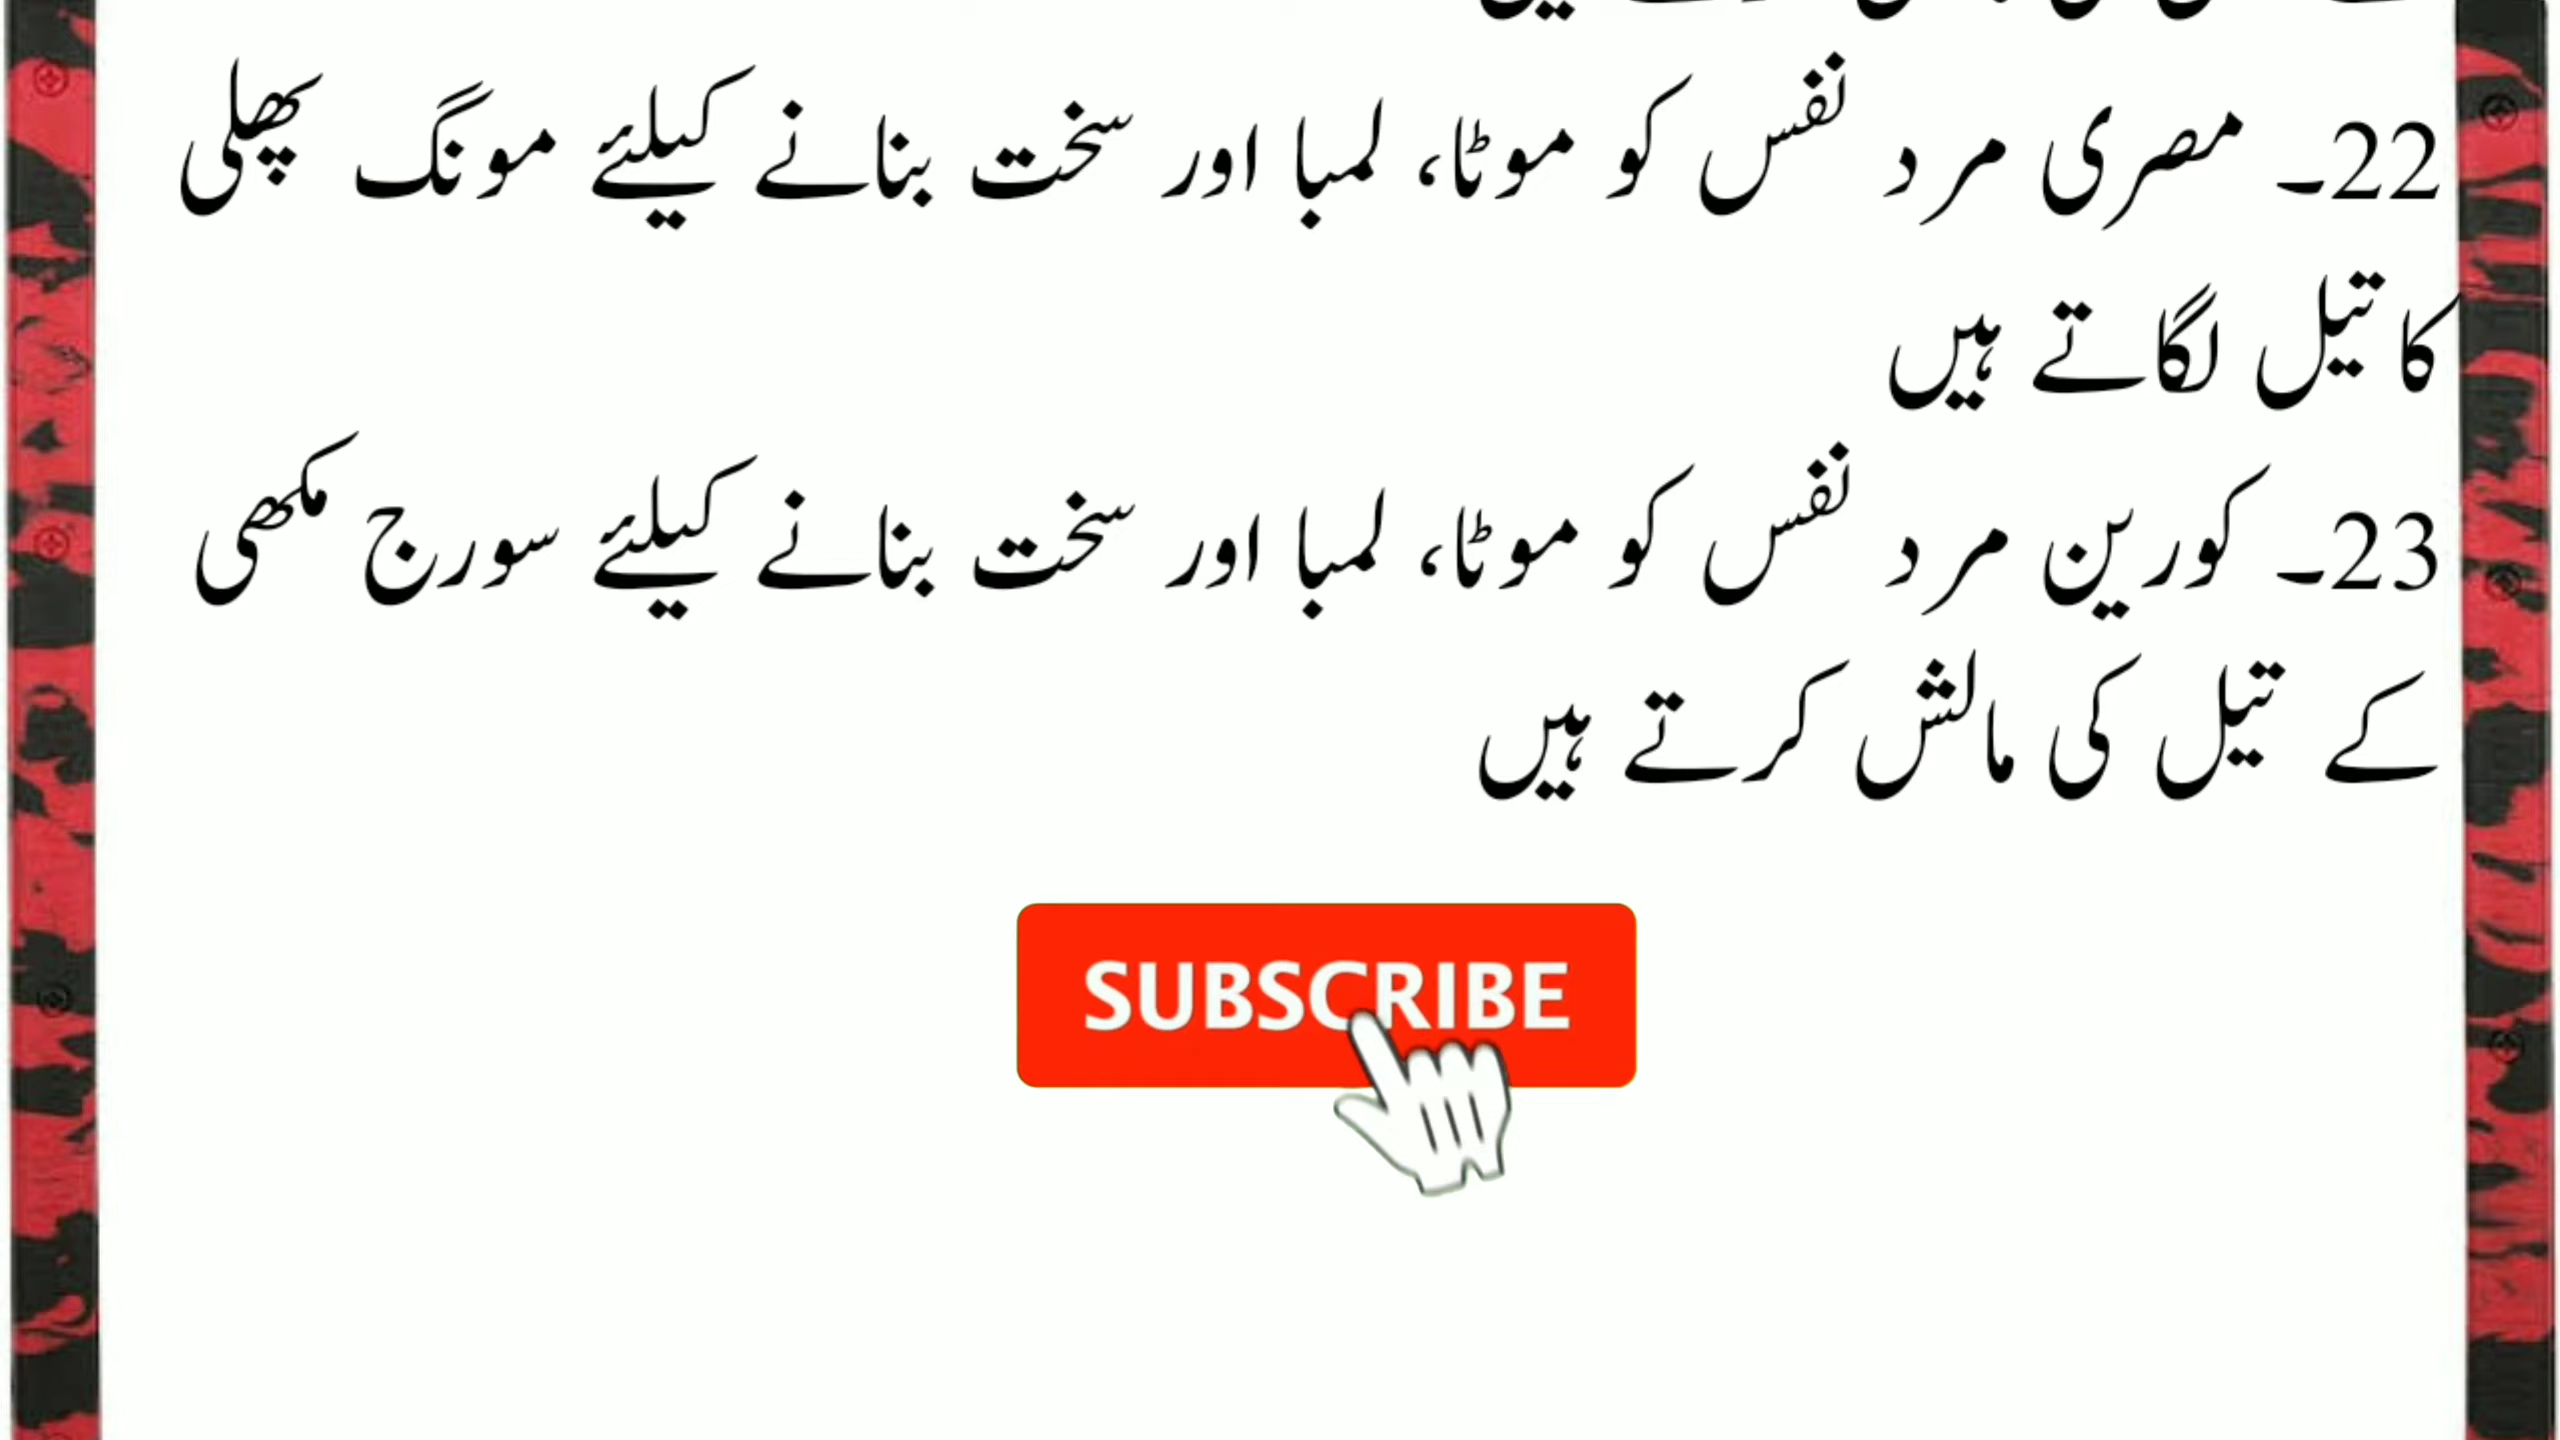 22۔ مصری مرد نفس کو موٹا، لمبا اور سخت بنانے کیلئے مونگ پھلی
کا تیل لگاتے ہیں
23۔ کورین مرد نفس کو موٹا، لمبا اور سخت بنانے کیلئے سورج مکھی
کے تیل کی مالش کرتے ہیں
SUBSCRIBE